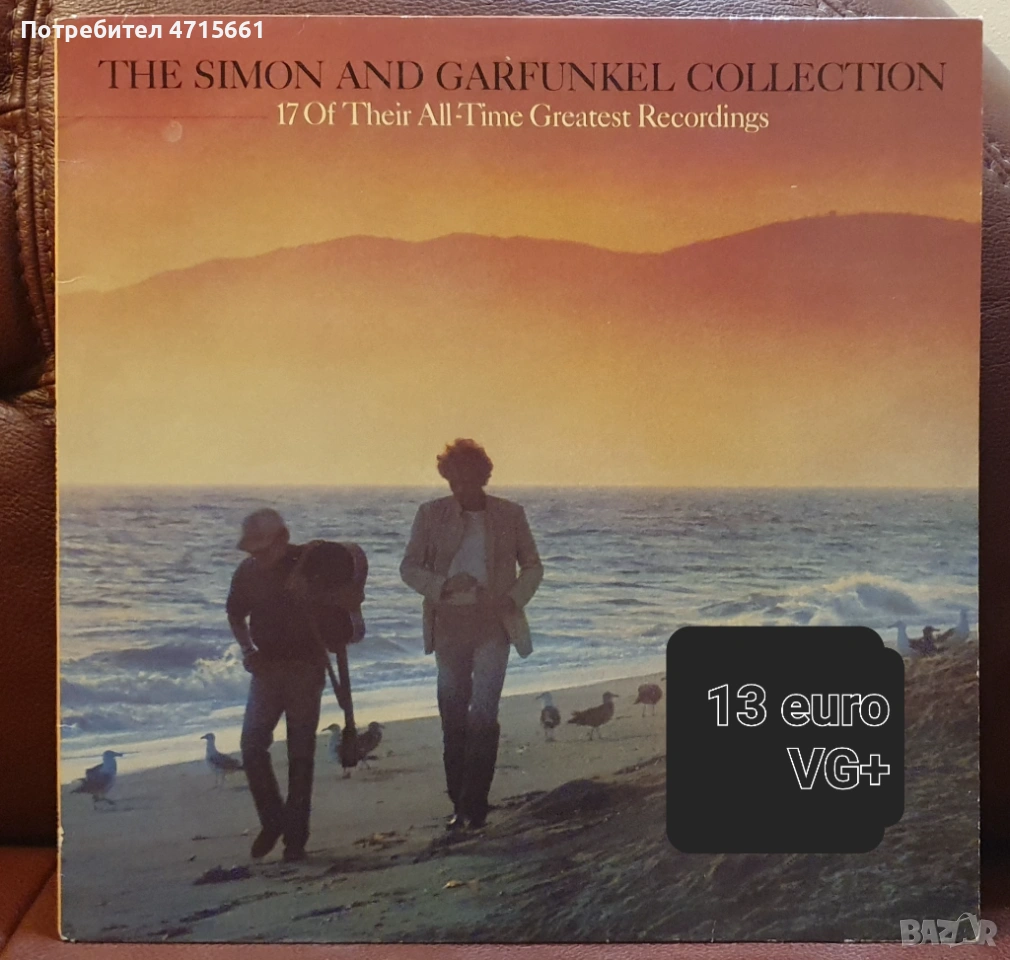 Потребител 4715661
THE SIMON AND GARFUNKEL COLLECTION
17 Of Their All-Time Greatest Recordings
13 euro
VG+
BAZAR